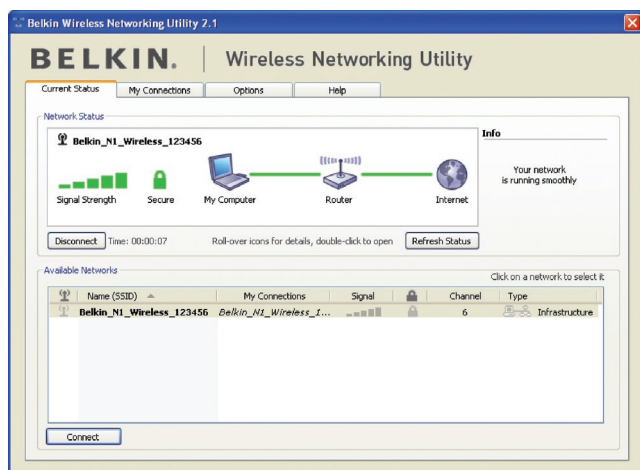 Belkin Wireless Networking Utility 2.1
BELKIN. | Wireless Networking Utility
Current Status My Connections Options Help
Network Status
Belkin_N1_Wireless_123456
Info
Your network
is running smoothly
Signal Strength Secure My Computer Router Internet
Disconnect Time: 00:00:07 Roll-over icons for details, double-click to open Refresh Status
Available Networks
Click on a network to select it
Name (SSID) My Connections Signal Channel Type
Belkin_N1_Wireless_123456 Belkin_N1_Wireless_1... 6 Infrastructure
Connect